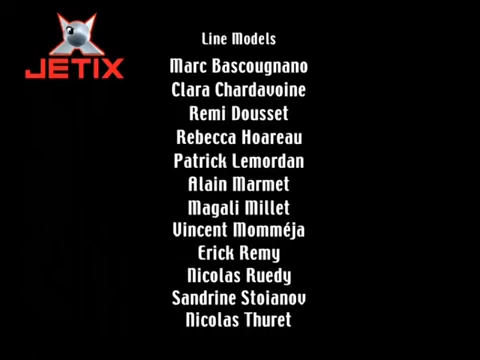 JETIX
Line Models
Marc Bascougnano
Clara Chardavoine
Remi Dousset
Rebecca Hoareau
Patrick Lemordan
Alain Marmet
Magali Millet
Vincent Momméja
Erick Remy
Nicolas Ruedy
Sandrine Stoianov
Nicolas Thuret